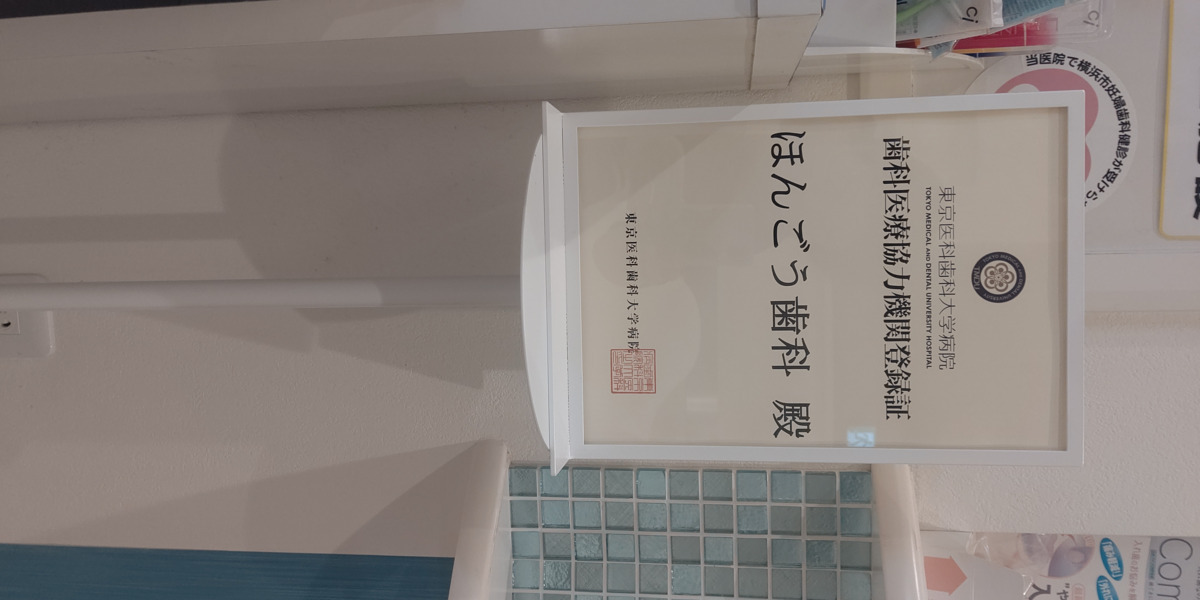 東京医科歯科大学病院
TOKYO MEDICAL AND DENTAL UNIVERSITY HOSPITAL
歯科医療協力機関登録証
ほんごう歯科 殿
東京医科歯科大学病院
当医院で横浜市妊婦歯科健診が受けら
Ci
Ci
Com